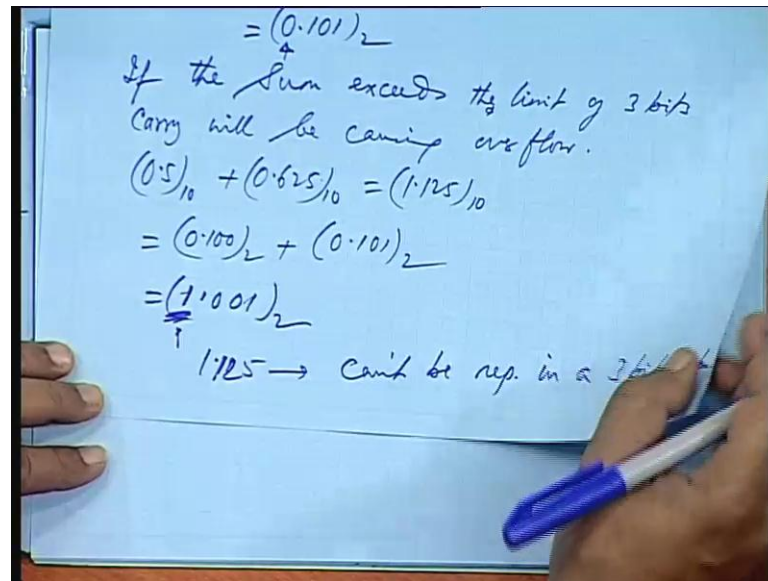 = (0.101)₂
If the Sum exceeds the limit of 3 bits
Carry will be causing overflow.
(0.5)₁₀ + (0.625)₁₀ = (1.125)₁₀
= (0.100)₂ + (0.101)₂
= (1.001)₂
1.125 → can't be rep. in a 3